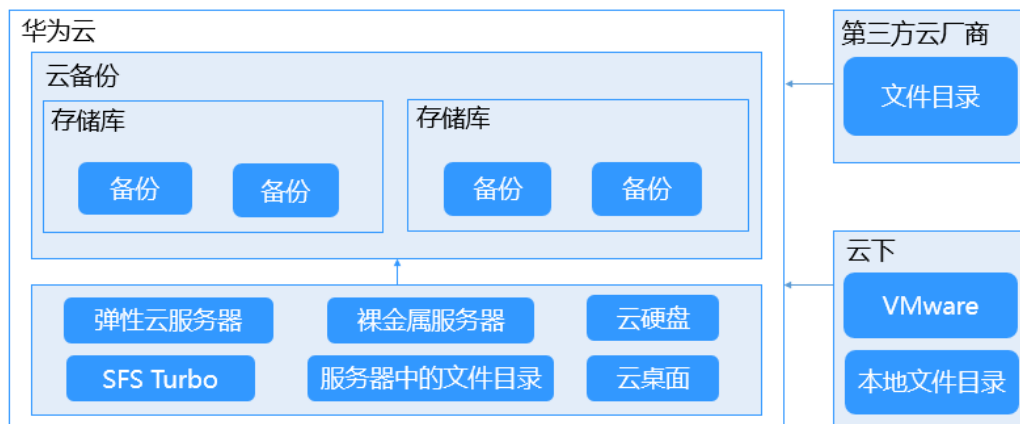 华为云
云备份
存储库
备份
备份
存储库
备份
备份
弹性云服务器
裸金属服务器
云硬盘
SFS Turbo
服务器中的文件目录
云桌面
第三方云厂商
文件目录
云下
VMware
本地文件目录